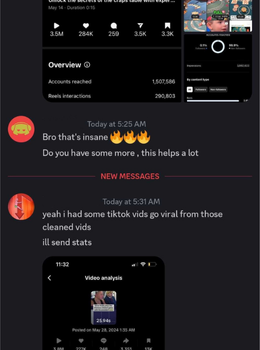 Unlock the secrets of the craps table with exper...
May 14 · Duration 0:15
3.5M 284K 259 3.5K 3.3K
Overview
Accounts reached 1,507,586
Reels interactions 290,803
Today at 5:25 AM
Bro that's insane 🔥🔥🔥
Do you have some more , this helps a lot
NEW MESSAGES
Today at 5:31 AM
yeah i had some tiktok vids go viral from those
cleaned vids
ill send stats
11:32
Video analysis
Posted on May 28, 2024 1:02 AM